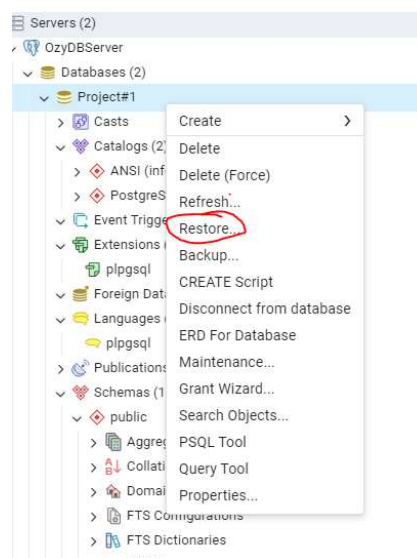 Servers (2)
OzyDBServer
Databases (2)
Project#1
Casts
Catalogs (2)
ANSI (inf
PostgreS
Event Trigge
Extensions
plpgsql
Foreign Dat
Languages
plpgsql
Publications
Schemas (1
public
Aggreg
Collati
Domai
FTS Configurations
FTS Dictionaries
Create
Delete
Delete (Force)
Refresh...
Restore...
Backup...
CREATE Script
Disconnect from database
ERD For Database
Maintenance...
Grant Wizard...
Search Objects...
PSQL Tool
Query Tool
Properties...